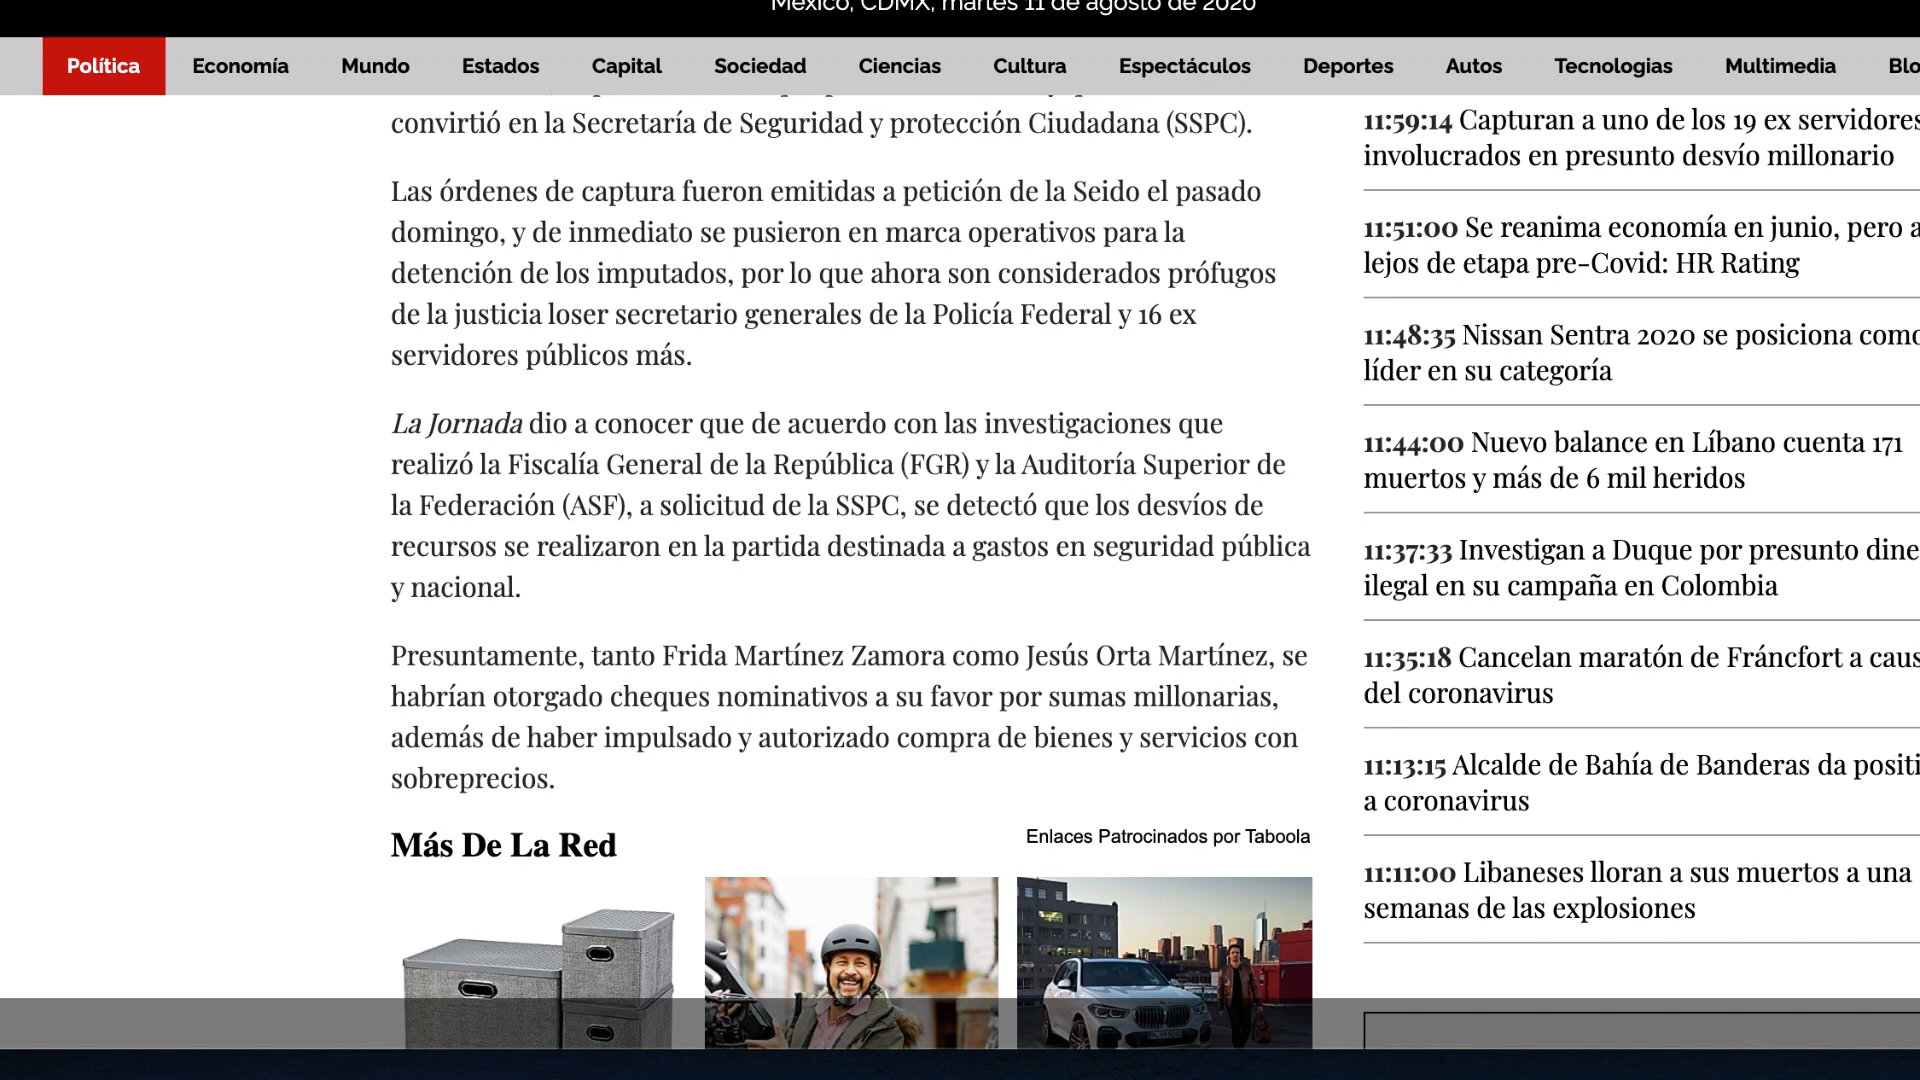 México, CDMX, martes 11 de agosto de 2020
Política Economía Mundo Estados Capital Sociedad Ciencias Cultura Espectáculos Deportes Autos Tecnologias Multimedia Blo
convirtió en la Secretaría de Seguridad y protección Ciudadana (SSPC).
Las órdenes de captura fueron emitidas a petición de la Seido el pasado
domingo, y de inmediato se pusieron en marca operativos para la
detención de los imputados, por lo que ahora son considerados prófugos
de la justicia loser secretario generales de la Policía Federal y 16 ex
servidores públicos más.
La Jornada dio a conocer que de acuerdo con las investigaciones que
realizó la Fiscalía General de la República (FGR) y la Auditoría Superior de
la Federación (ASF), a solicitud de la SSPC, se detectó que los desvíos de
recursos se realizaron en la partida destinada a gastos en seguridad pública
y nacional.
Presuntamente, tanto Frida Martínez Zamora como Jesús Orta Martínez, se
habrían otorgado cheques nominativos a su favor por sumas millonarias,
además de haber impulsado y autorizado compra de bienes y servicios con
sobreprecios.
Más De La Red
Enlaces Patrocinados por Taboola
11:59:14 Capturan a uno de los 19 ex servidores
involucrados en presunto desvío millonario
11:51:00 Se reanima economía en junio, pero a
lejos de etapa pre-Covid: HR Rating
11:48:35 Nissan Sentra 2020 se posiciona como
líder en su categoría
11:44:00 Nuevo balance en Líbano cuenta 171
muertos y más de 6 mil heridos
11:37:33 Investigan a Duque por presunto dine
ilegal en su campaña en Colombia
11:35:18 Cancelan maratón de Fráncfort a caus
del coronavirus
11:13:15 Alcalde de Bahía de Banderas da positi
a coronavirus
11:11:00 Libaneses lloran a sus muertos a una
semanas de las explosiones